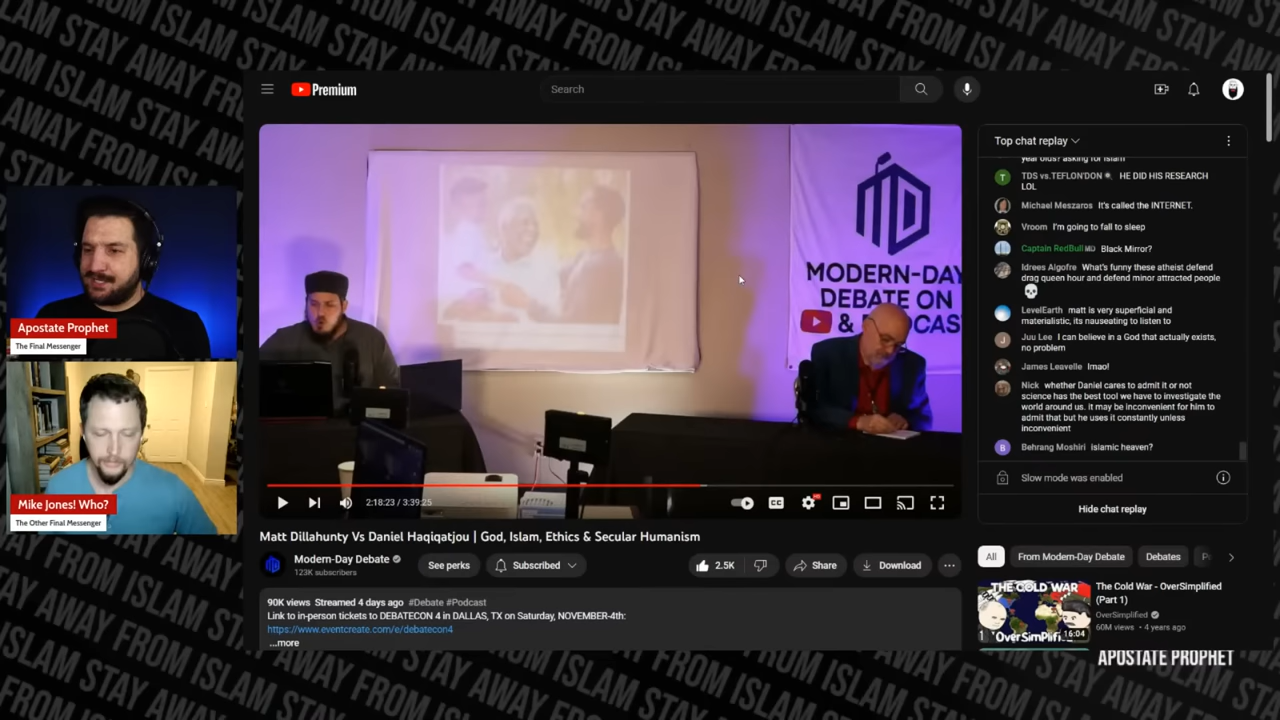 STAY AWAY FROM ISLAM
Premium
Search
Top chat replay
year olds? asking for Islam
TDS vs.TEFLON'DON HE DID HIS RESEARCH
LOL
Michael Meszaros It's called the INTERNET.
Vroom I'm going to fall to sleep
Captain RedBull Black Mirror?
Idrees Algofre What's funny these atheist defend
drag queen hour and defend minor attracted people
LevelEarth matt is very superficial and
materialistic, its nauseating to listen to
Juu Lee I can believe in a God that actually exists,
no problem
James Leavelle lmao!
Nick whether Daniel cares to admit it or not
science has the best tool we have to investigate the
world around us. it may be inconvenient for him to
admit that but he uses it constantly unless
inconvenient
B
Behrang Moshiri islamic heaven?
Slow mode was enabled
Hide chat replay
MODERN-DAY
DEBATE ON
& PODCAS
Apostate Prophet
The Final Messenger
Mike Jones! Who?
The Other Final Messenger
2:18:23 / 3:39:25
CC
Matt Dillahunty Vs Daniel Haqiqatjou | God, Islam, Ethics & Secular Humanism
Modern-Day Debate
123K subscribers
See perks
Subscribed
2.5K
Share
Download
90K views Streamed 4 days ago #Debate #Podcast
Link to in-person tickets to DEBATECON 4 in DALLAS, TX on Saturday, NOVEMBER-4th:
https://www.eventcreate.com/e/debatecon4
...more
All
From Modern-Day Debate
Debates
THE COLD WAR
OverSimplifi
16:04
The Cold War - OverSimplified
(Part 1)
OverSimplified
60M views • 4 years ago
APOSTATE PROPHET